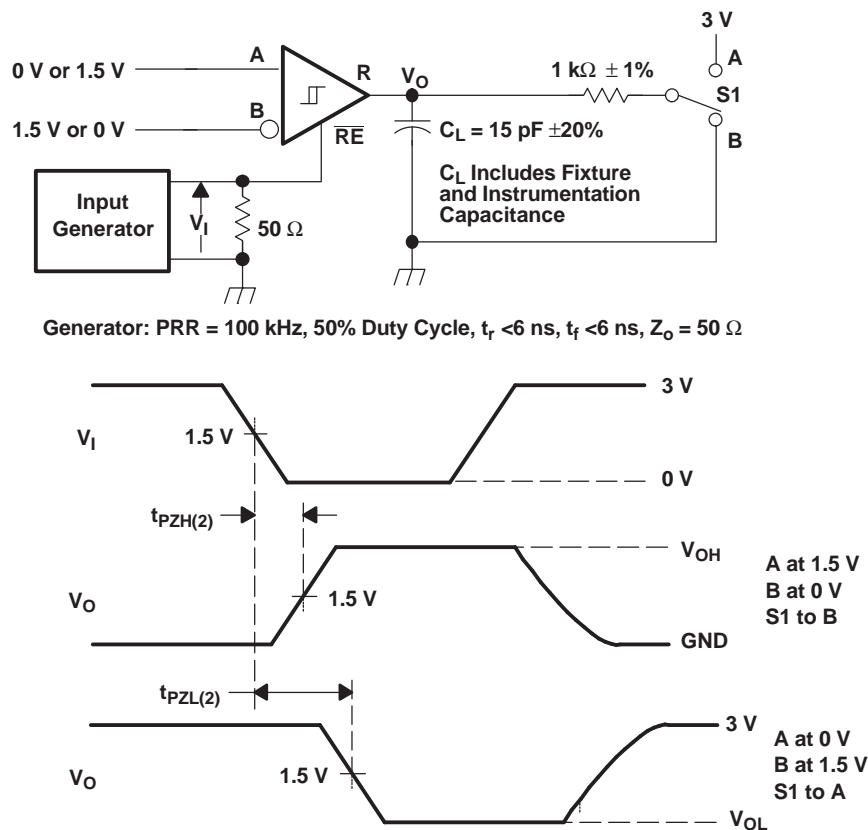 3 V
A
0 V or 1.5 V
A
R
VO
1 kΩ ± 1%
S1
B
1.5 V or 0 V
RE
CL = 15 pF ±20%
B
CL Includes Fixture
and Instrumentation
Capacitance
Input
Generator
VI
50 Ω
Generator: PRR = 100 kHz, 50% Duty Cycle, tr <6 ns, tf <6 ns, Zo = 50 Ω
3 V
VI
1.5 V
0 V
tPZH(2)
VOH
A at 1.5 V
B at 0 V
S1 to B
VO
1.5 V
GND
tPZL(2)
3 V
A at 0 V
B at 1.5 V
S1 to A
VO
1.5 V
VOL